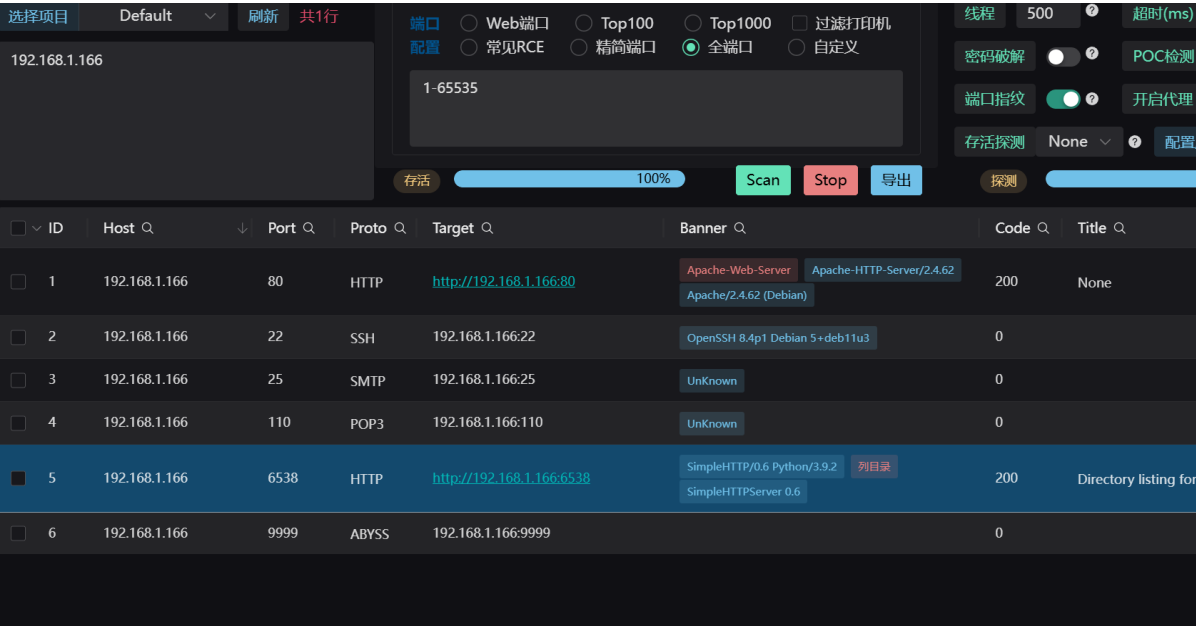 选择项目 Default 刷新 共1行
192.168.1.166
端口 Web端口 Top100 Top1000 过滤打印机
配置 常见RCE 精简端口 全端口 自定义
1-65535
存活 100% Scan Stop 导出
线程 500 ? 超时(ms)
密码破解 ? POC检测
端口指纹 ? 开启代理
存活探测 None ? 配置
探测
ID Host Port Proto Target Banner Code Title
1 192.168.1.166 80 HTTP http://192.168.1.166:80 Apache-Web-Server Apache-HTTP-Server/2.4.62 200 None
Apache/2.4.62 (Debian)
2 192.168.1.166 22 SSH 192.168.1.166:22 OpenSSH 8.4p1 Debian 5+deb11u3 0
3 192.168.1.166 25 SMTP 192.168.1.166:25 UnKnown 0
4 192.168.1.166 110 POP3 192.168.1.166:110 UnKnown 0
5 192.168.1.166 6538 HTTP http://192.168.1.166:6538 SimpleHTTP/0.6 Python/3.9.2 列目录 200 Directory listing for
SimpleHTTPServer 0.6
6 192.168.1.166 9999 ABYSS 192.168.1.166:9999 0